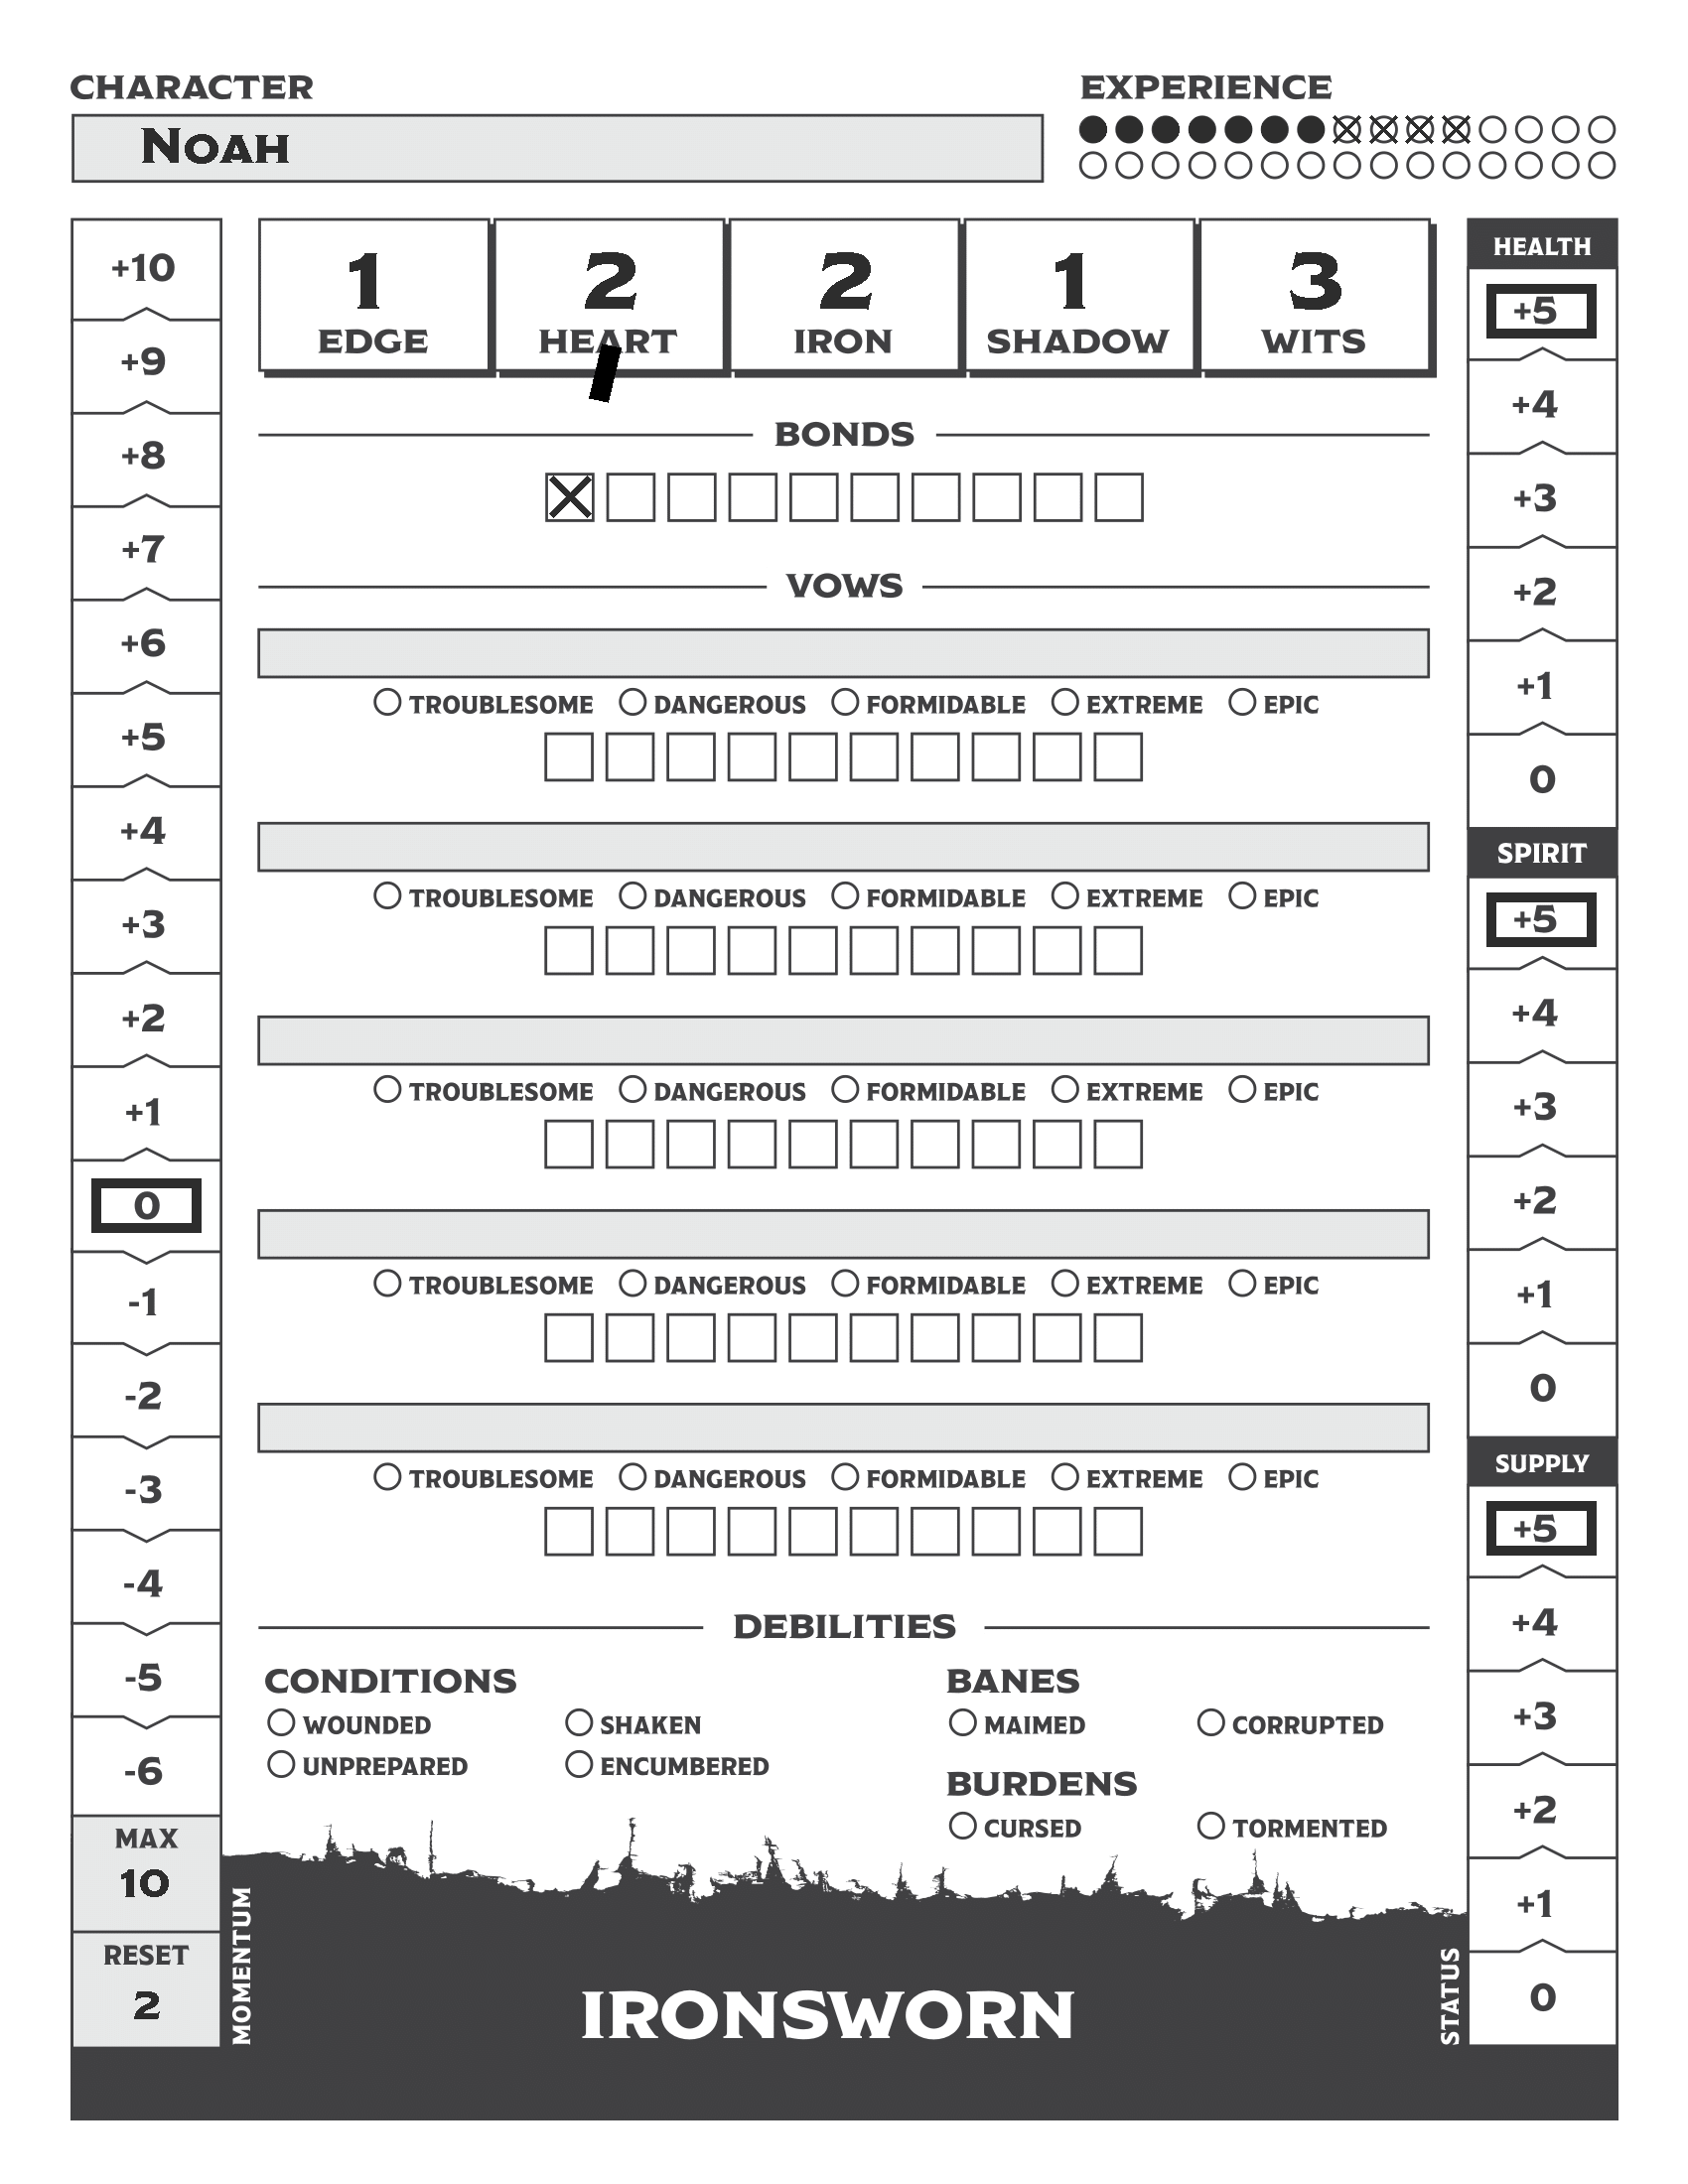 CHARACTER
EXPERIENCE
NOAH
1 2 2 1 3
EDGE HEART IRON SHADOW WITS
BONDS
VOWS
TROUBLESOME DANGEROUS FORMIDABLE EXTREME EPIC
TROUBLESOME DANGEROUS FORMIDABLE EXTREME EPIC
TROUBLESOME DANGEROUS FORMIDABLE EXTREME EPIC
TROUBLESOME DANGEROUS FORMIDABLE EXTREME EPIC
TROUBLESOME DANGEROUS FORMIDABLE EXTREME EPIC
DEBILITIES
CONDITIONS
WOUNDED SHAKEN
UNPREPARED ENCUMBERED
BANES
MAIMED CORRUPTED
BURDENS
CURSED TORMENTED
+10
+9
+8
+7
+6
+5
+4
+3
+2
+1
0
-1
-2
-3
-4
-5
-6
MAX
10
RESET
2
MOMENTUM
IRONSWORN
HEALTH
+5
+4
+3
+2
+1
0
SPIRIT
+5
+4
+3
+2
+1
0
SUPPLY
+5
+4
+3
+2
+1
0
STATUS